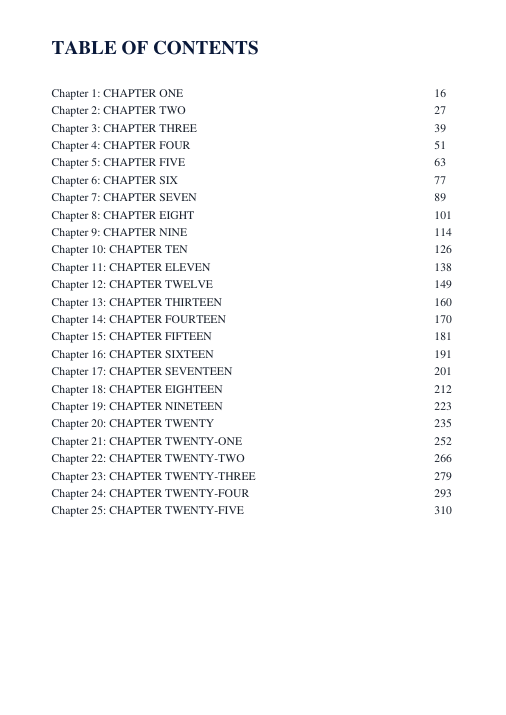 TABLE OF CONTENTS
Chapter 1: CHAPTER ONE 16
Chapter 2: CHAPTER TWO 27
Chapter 3: CHAPTER THREE 39
Chapter 4: CHAPTER FOUR 51
Chapter 5: CHAPTER FIVE 63
Chapter 6: CHAPTER SIX 77
Chapter 7: CHAPTER SEVEN 89
Chapter 8: CHAPTER EIGHT 101
Chapter 9: CHAPTER NINE 114
Chapter 10: CHAPTER TEN 126
Chapter 11: CHAPTER ELEVEN 138
Chapter 12: CHAPTER TWELVE 149
Chapter 13: CHAPTER THIRTEEN 160
Chapter 14: CHAPTER FOURTEEN 170
Chapter 15: CHAPTER FIFTEEN 181
Chapter 16: CHAPTER SIXTEEN 191
Chapter 17: CHAPTER SEVENTEEN 201
Chapter 18: CHAPTER EIGHTEEN 212
Chapter 19: CHAPTER NINETEEN 223
Chapter 20: CHAPTER TWENTY 235
Chapter 21: CHAPTER TWENTY-ONE 252
Chapter 22: CHAPTER TWENTY-TWO 266
Chapter 23: CHAPTER TWENTY-THREE 279
Chapter 24: CHAPTER TWENTY-FOUR 293
Chapter 25: CHAPTER TWENTY-FIVE 310